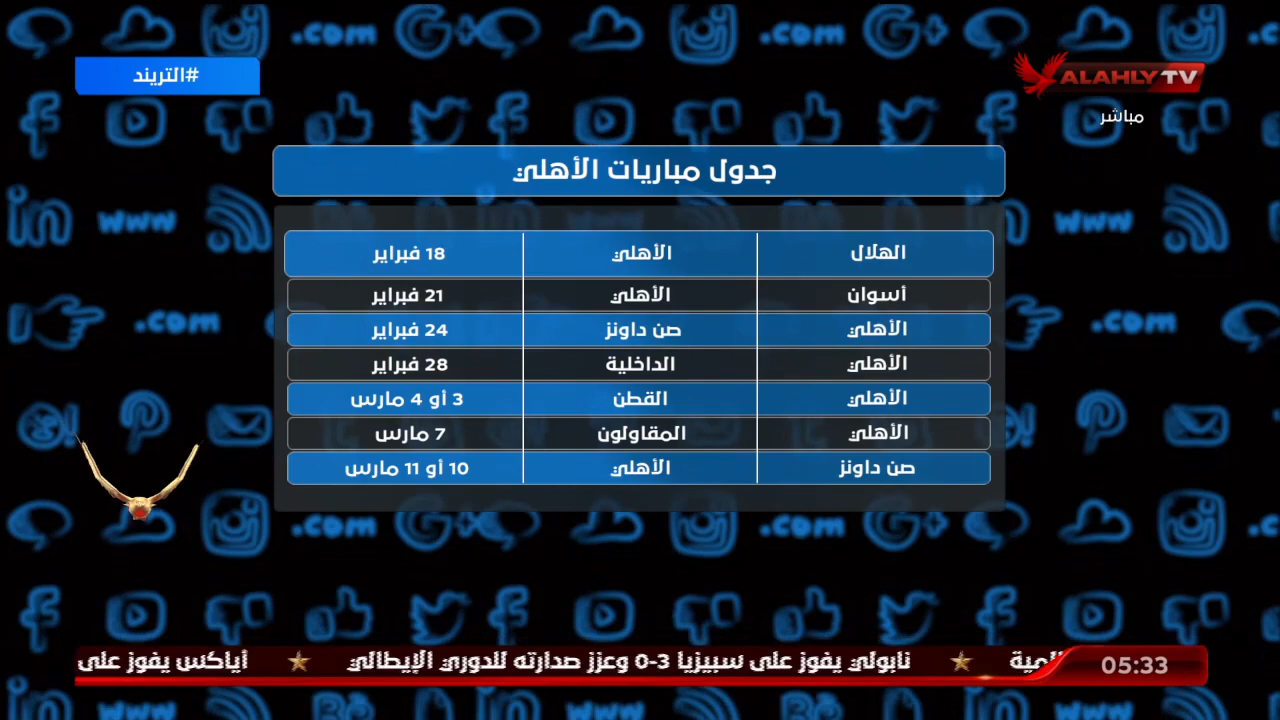 #التريند
ALAHLY TV
مباشر
جدول مباريات الأهلي
الهلال الأهلي 18 فبراير
أسوان الأهلي 21 فبراير
الأهلي صن داونز 24 فبراير
الأهلي الداخلية 28 فبراير
الأهلي القطن 3 أو 4 مارس
الأهلي المقاولون 7 مارس
صن داونز الأهلي 10 أو 11 مارس
نابولي يفوز على سبيزيا 3-0 وعزز صدارته للدوري الإيطالي ★ أياكس يفوز على
05:33